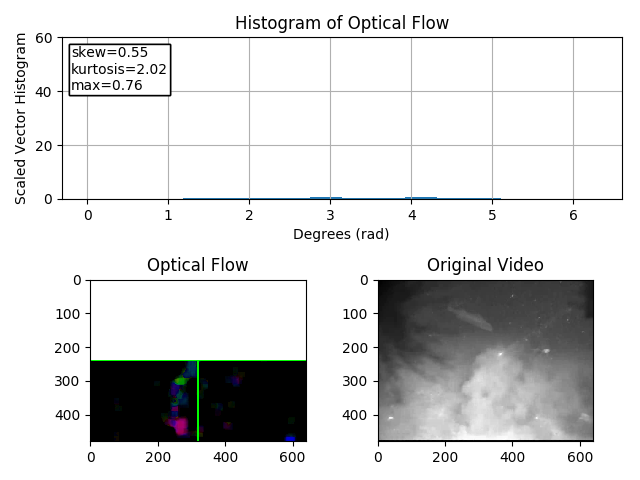 Histogram of Optical Flow
skew=0.55
kurtosis=2.02
max=0.76
Scaled Vector Histogram
60
40
20
0
0 1 2 3 4 5 6
Degrees (rad)
Optical Flow
0
100
200
300
400
0 200 400 600
Original Video
0
100
200
300
400
0 200 400 600